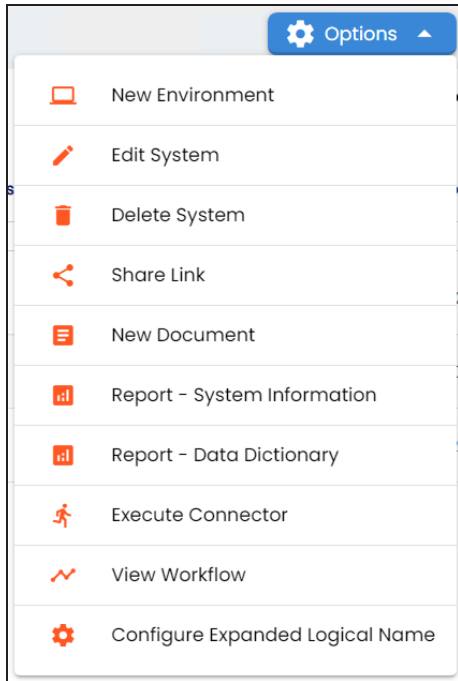 Options
New Environment
Edit System
Delete System
Share Link
New Document
Report - System Information
Report - Data Dictionary
Execute Connector
View Workflow
Configure Expanded Logical Name